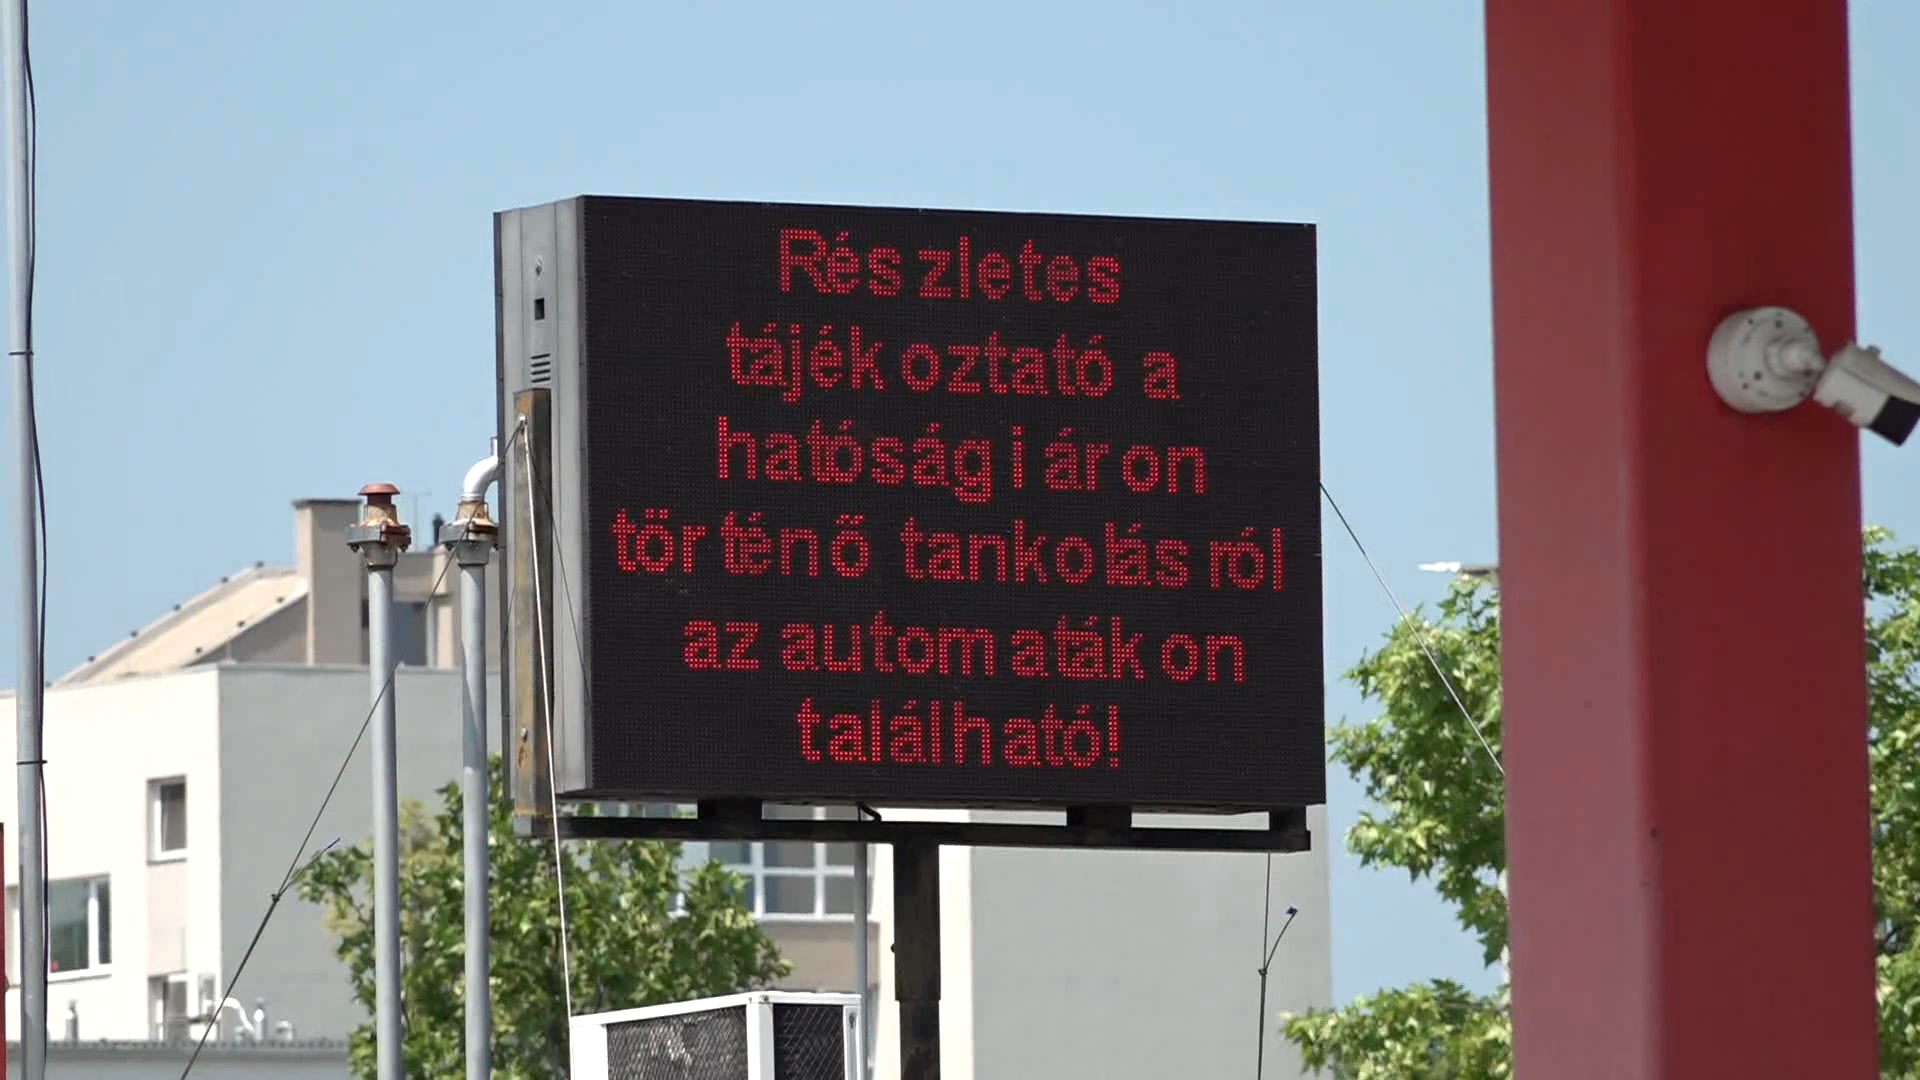 Részletes
tájékoztató a
hatósági áron
történő tankolásról
az automatákon
található!